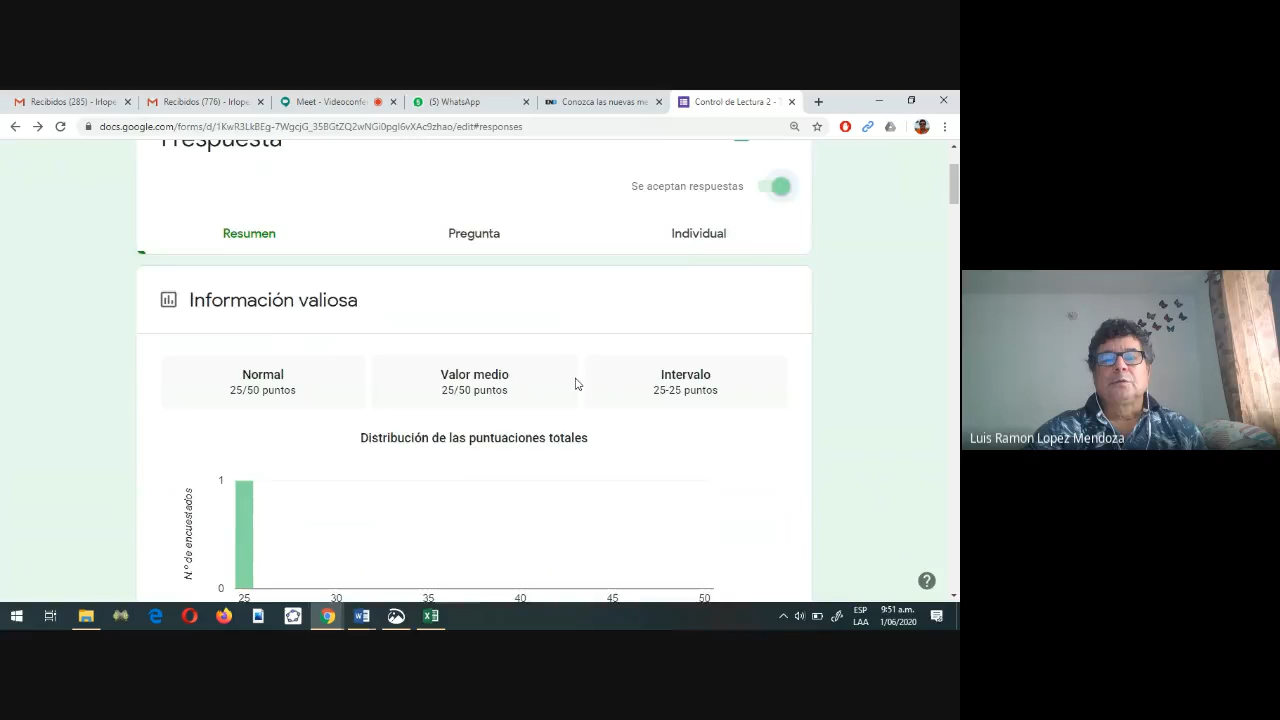 Recibidos (285) - lrlope
Recibidos (776) - lrlope
Meet - Videoconfe
(5) WhatsApp
Conozca las nuevas me
Control de Lectura 2 - T
docs.google.com/forms/d/1KwR3LkBEg-7WgcjG_35BGtZQ2wNGi0pgI6vXAc9zhao/edit#responses
1 respuesta
Se aceptan respuestas
Resumen
Pregunta
Individual
Información valiosa
Normal
25/50 puntos
Valor medio
25/50 puntos
Intervalo
25-25 puntos
Distribución de las puntuaciones totales
N.º de encuestados
1
0
25 30 35 40 45 50
ESP
LAA
9:51 a.m.
1/06/2020
Luis Ramon Lopez Mendoza